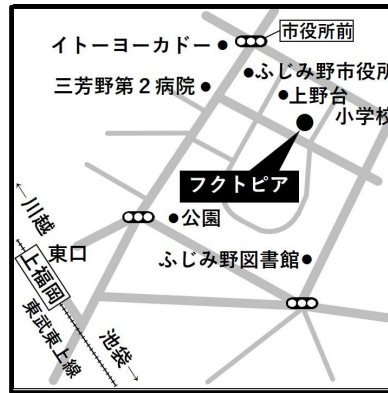 市役所前
イトーヨーカドー
ふじみ野市役所
三芳野第２病院
上野台
小学校
フクトピア
←川越
公園
東口
ふじみ野図書館
上福岡
東武東上線
池袋→